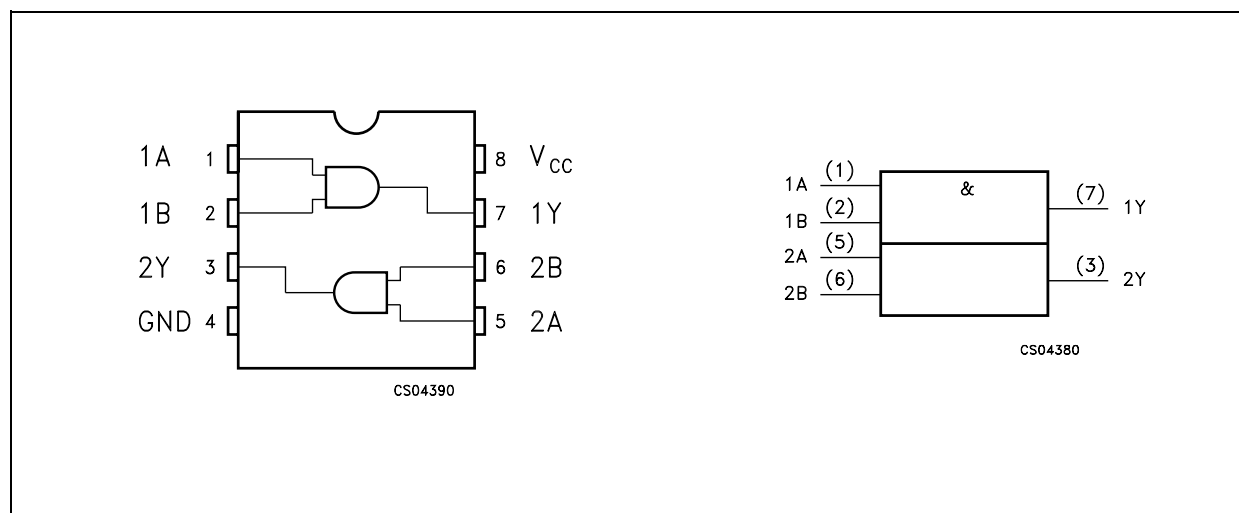 1A 1 8 VCC
1B 2 7 1Y
2Y 3 6 2B
GND 4 5 2A
CS04390
&
1A (1) (7) 1Y
1B (2)
2A (5) (3) 2Y
2B (6)
CS04380